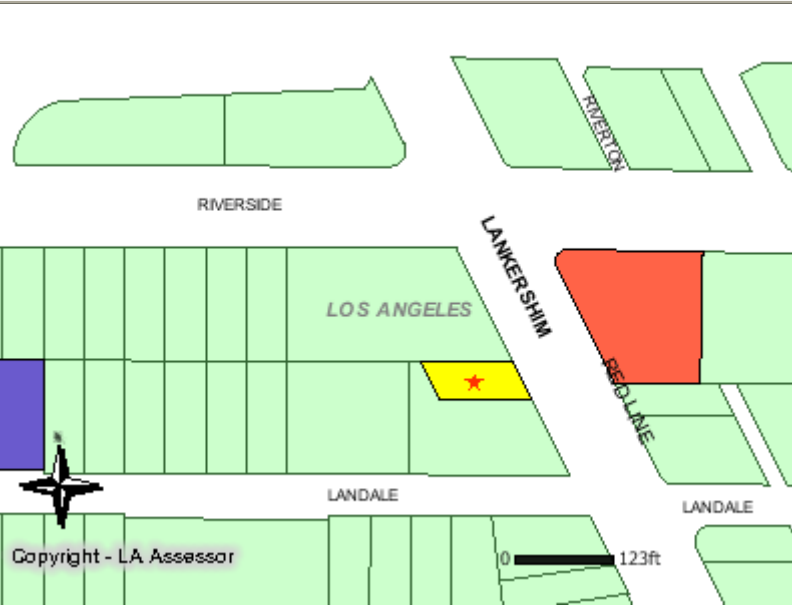 RIVERTON
RIVERSIDE
LANKERSHIM
LOS ANGELES
RED LINE
N
LANDALE
LANDALE
Copyright - LA Assessor
0 123ft